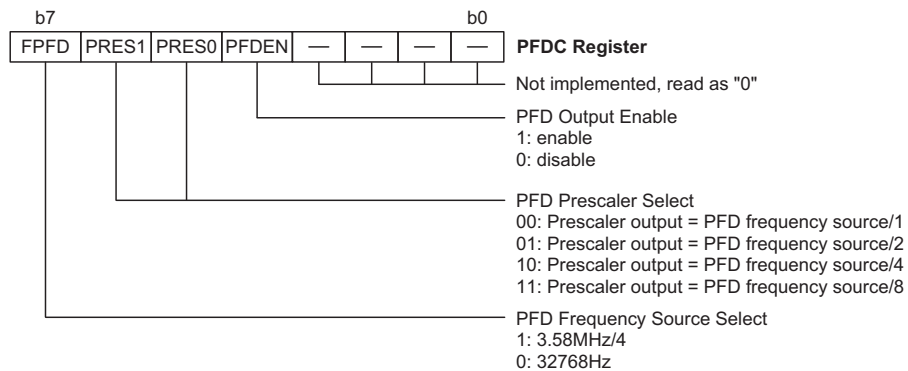 b7 b0
FPFD PRES1 PRES0 PFDEN — — — — PFDC Register
Not implemented, read as "0"
PFD Output Enable
1: enable
0: disable
PFD Prescaler Select
00: Prescaler output = PFD frequency source/1
01: Prescaler output = PFD frequency source/2
10: Prescaler output = PFD frequency source/4
11: Prescaler output = PFD frequency source/8
PFD Frequency Source Select
1: 3.58MHz/4
0: 32768Hz